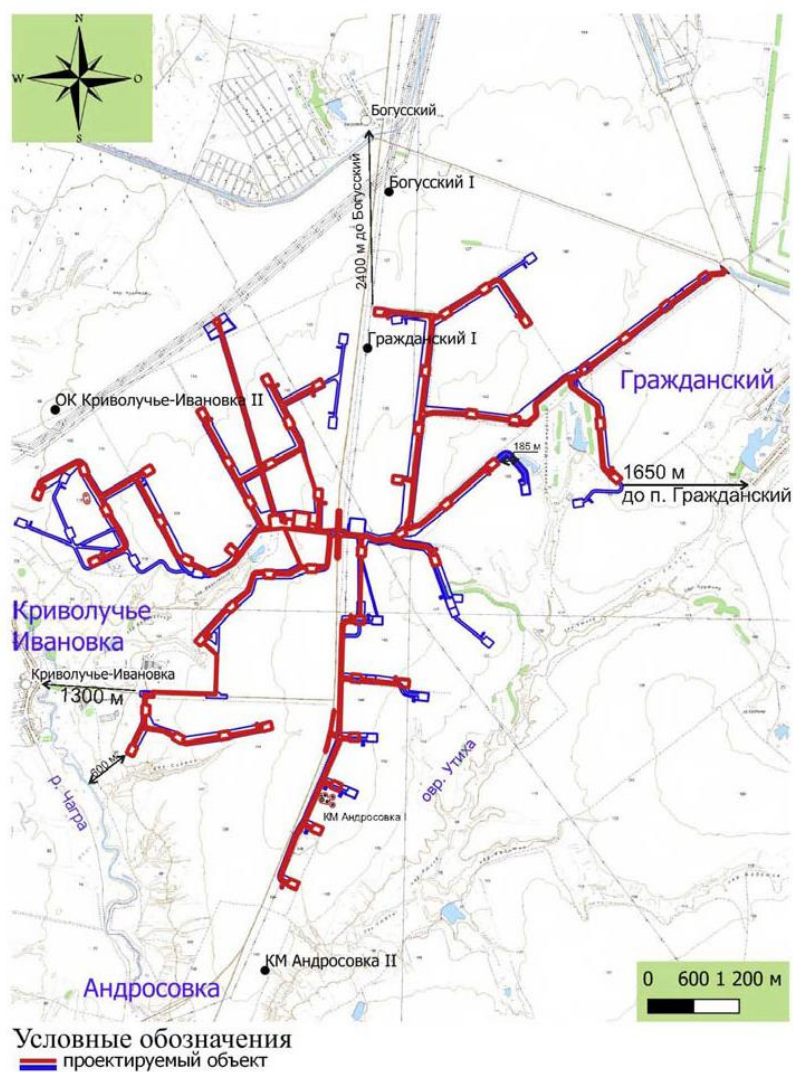 N
W
O
S
Богусский
Богусский I
2400 м до Богусский
Гражданский I
ОК Криволучье-Ивановка II
Гражданский
185 м
1650 м
до п. Гражданский
Криволучье
Ивановка
Криволучье-Ивановка
1300 м
600 м
р. Чагра
овр. Утиха
КМ Андросовка I
КМ Андросовка II
Андросовка
0 600 1 200 м
Условные обозначения
проектируемый объект